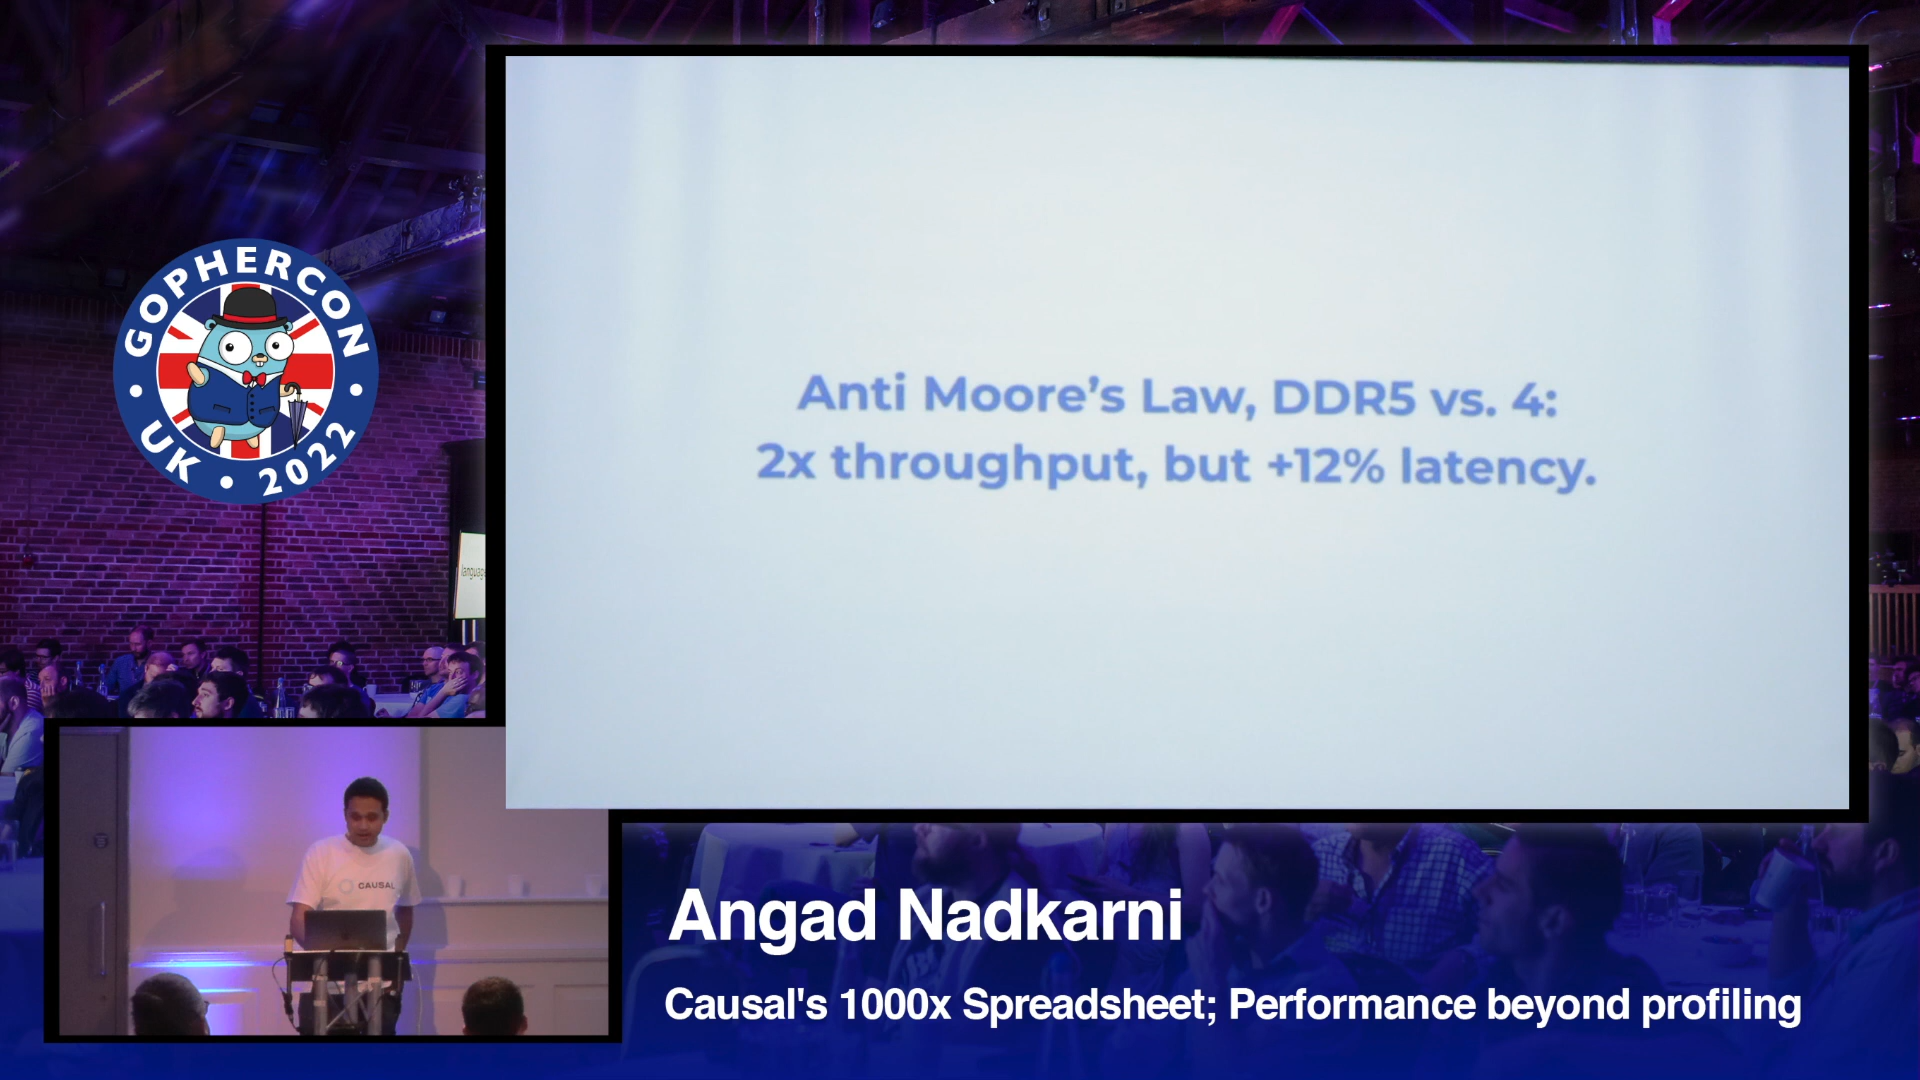 GOPHERCON
UK • 2022
Anti Moore's Law, DDR5 vs. 4:
2x throughput, but +12% latency.
language
CAUSAL
Angad Nadkarni
Causal's 1000x Spreadsheet; Performance beyond profiling